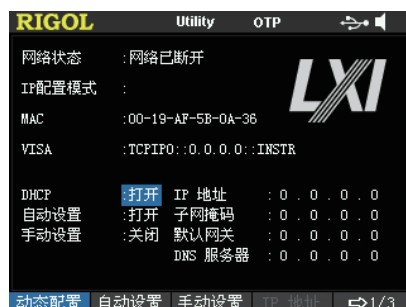 RIGOL Utility OTP
LXI
网络状态 :网络已断开
IP配置模式 :
MAC :00-19-AF-5B-0A-36
VISA :TCPIP0::0.0.0.0::INSTR
DHCP :打开 IP 地址 :0.0.0.0
自动设置 :打开 子网掩码 :0.0.0.0
手动设置 :关闭 默认网关 :0.0.0.0
DNS 服务器 :0.0.0.0
动态配置 自动设置 手动设置 IP 地址 1/3